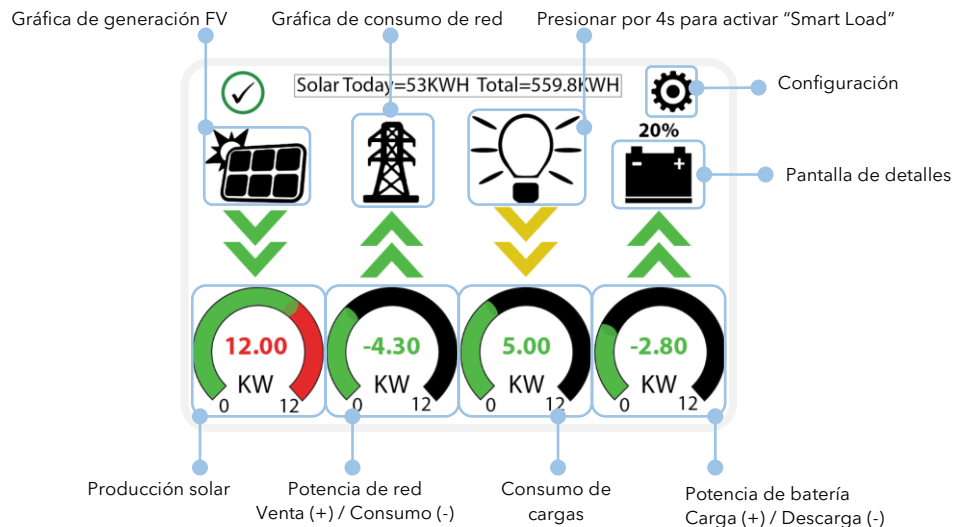 Gráfica de generación FV
Gráfica de consumo de red
Presionar por 4s para activar “Smart Load”
Solar Today=53KWH Total=559.8KWH
Configuración
20%
- +
Pantalla de detalles
12.00
KW
0 12
-4.30
KW
0 12
5.00
KW
0 12
-2.80
KW
0 12
Producción solar
Potencia de red
Venta (+) / Consumo (-)
Consumo de
cargas
Potencia de batería
Carga (+) / Descarga (-)